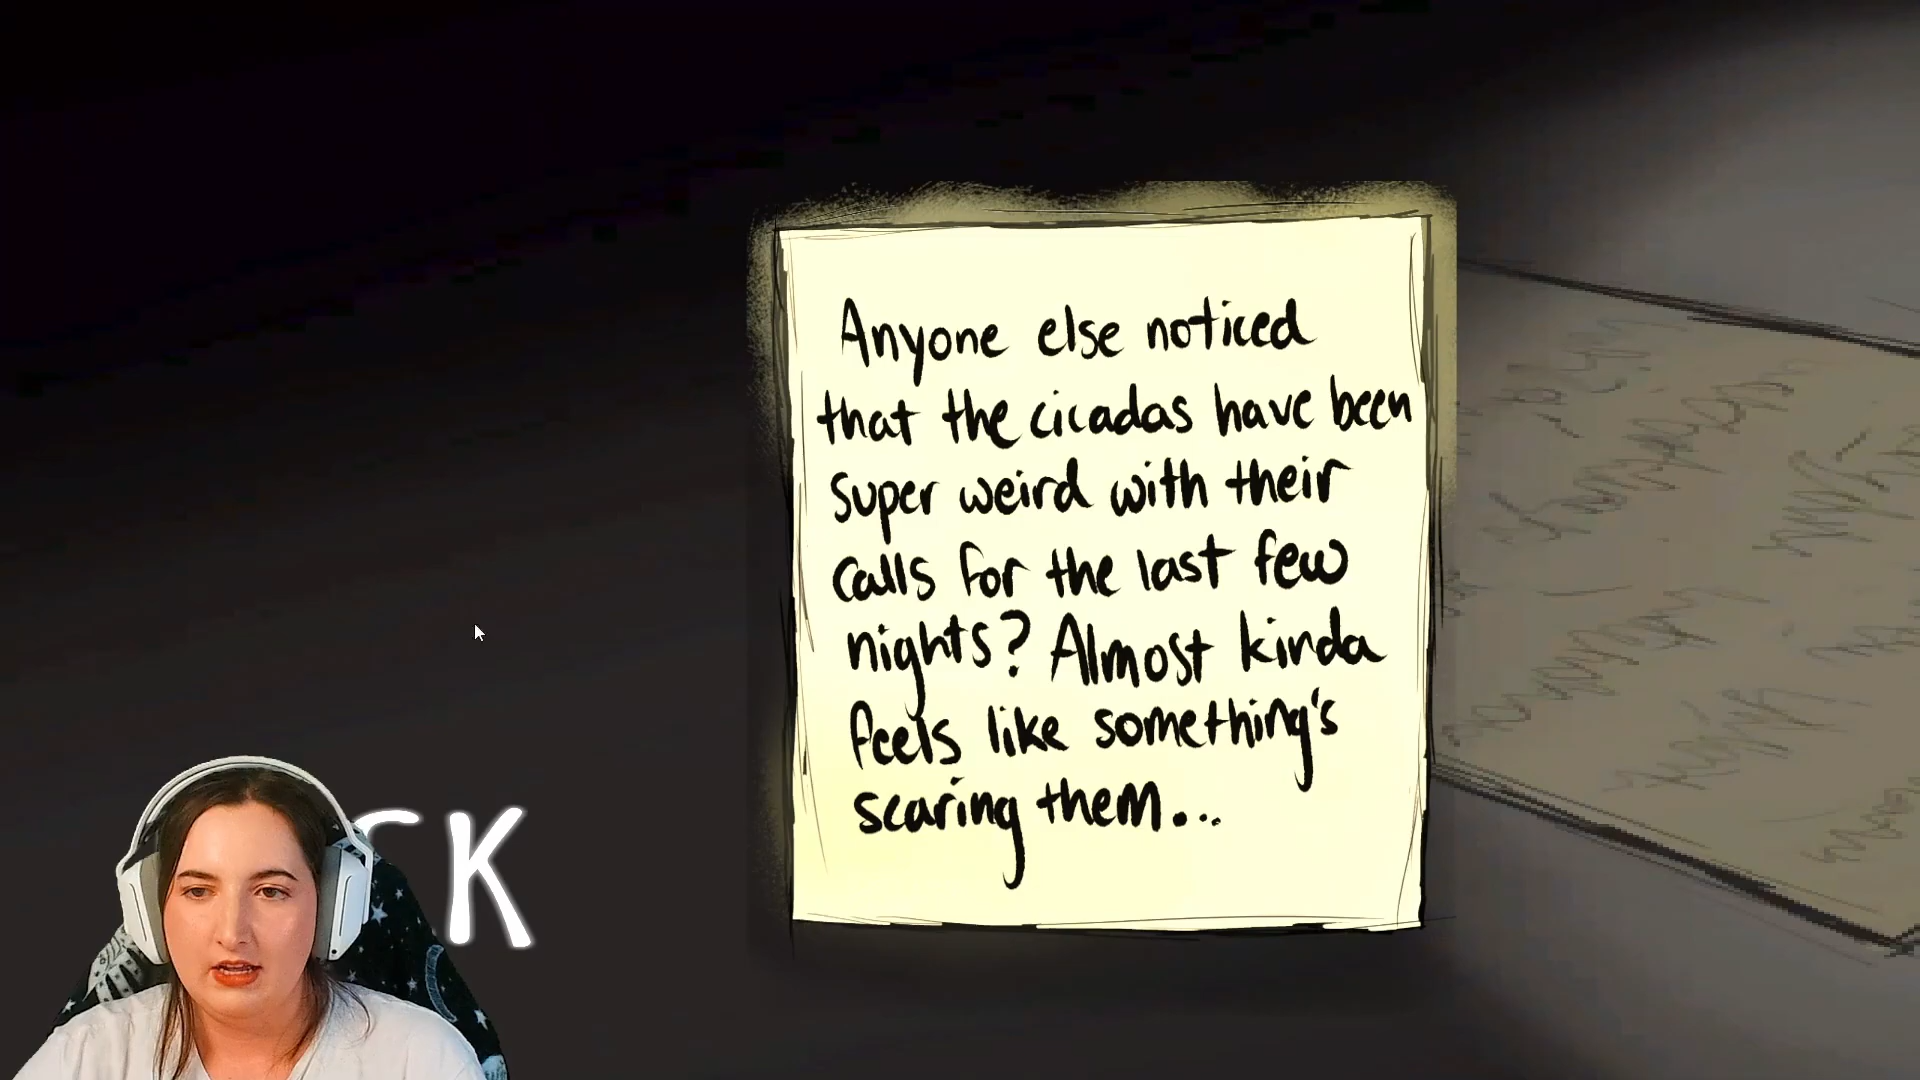 Anyone else noticed
that the cicadas have been
super weird with their
calls for the last few
nights? Almost kinda
feels like something's
scaring them...
CK